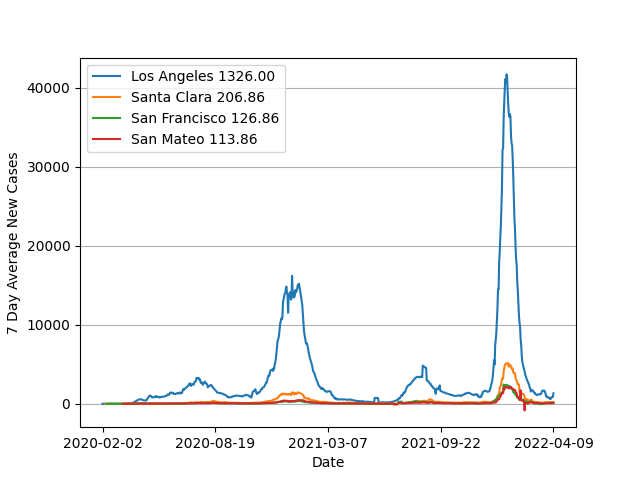 Los Angeles 1326.00
Santa Clara 206.86
San Francisco 126.86
San Mateo 113.86
7 Day Average New Cases
40000
30000
20000
10000
0
2020-02-02 2020-08-19 2021-03-07 2021-09-22 2022-04-09
Date